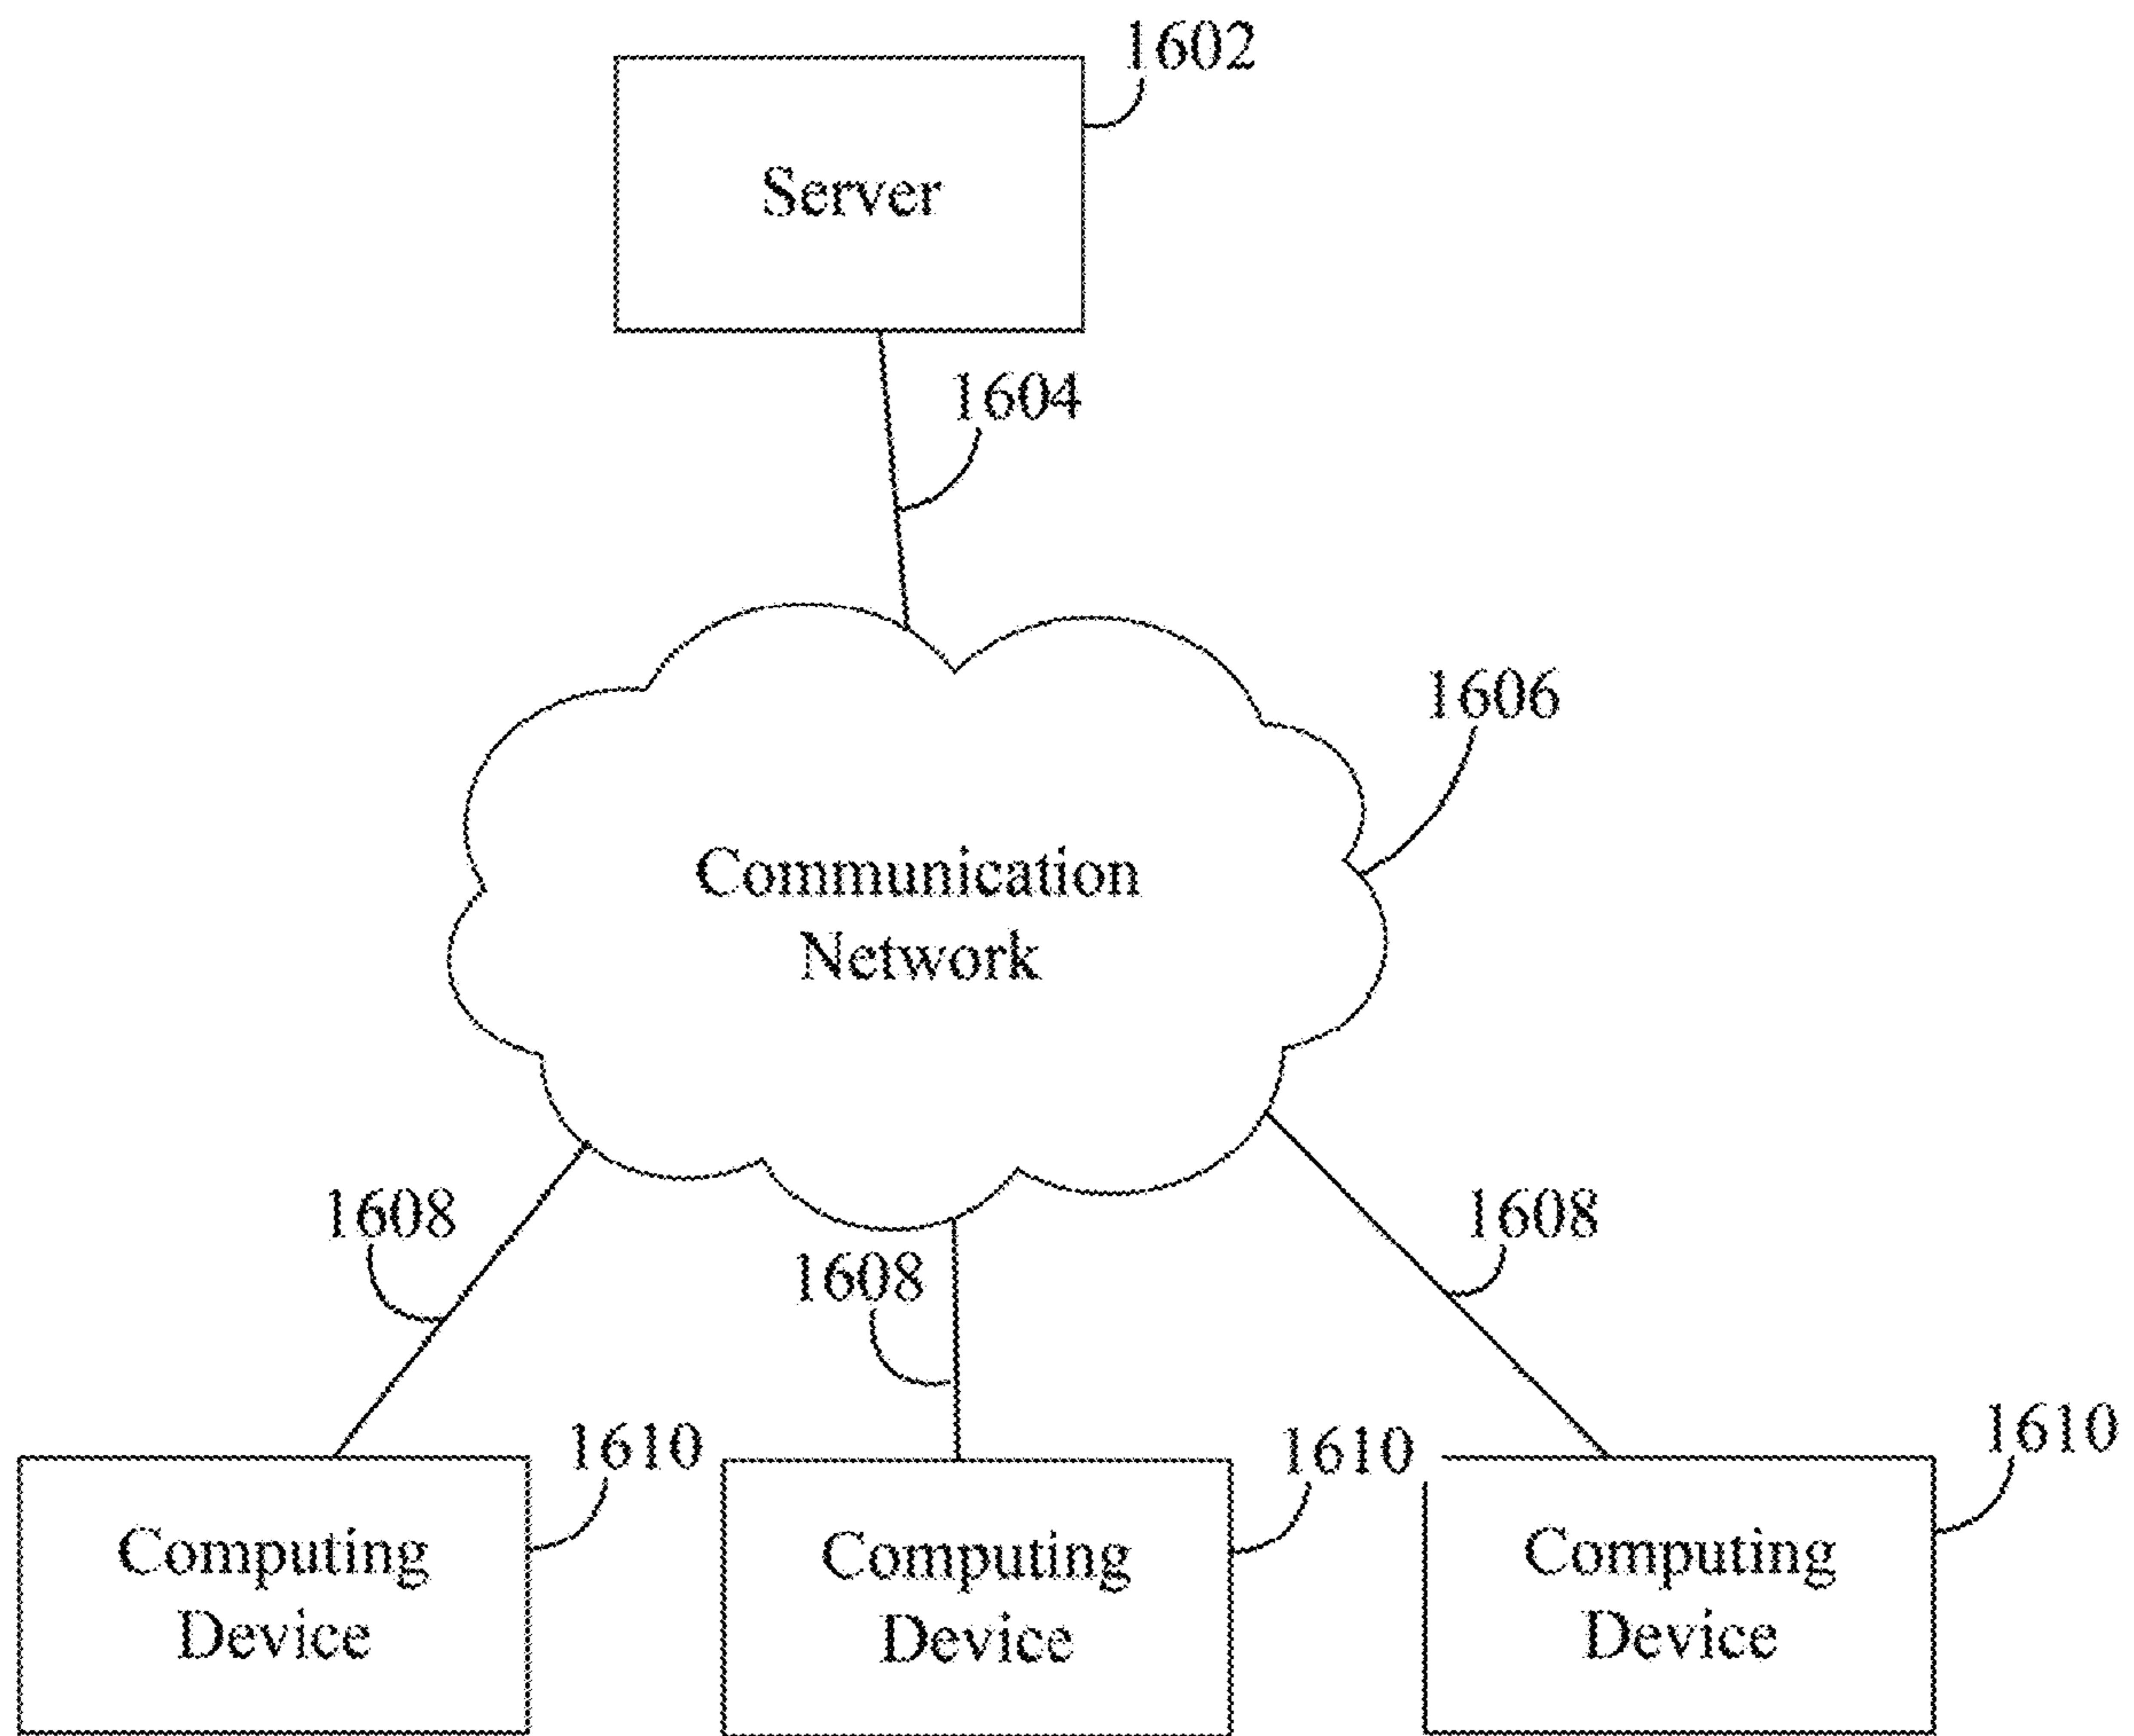 1602
Server
1604
1606
Communication
Network
1608
1608
1608
1610
1610
1610
Computing
Device
Computing
Device
Computing
Device